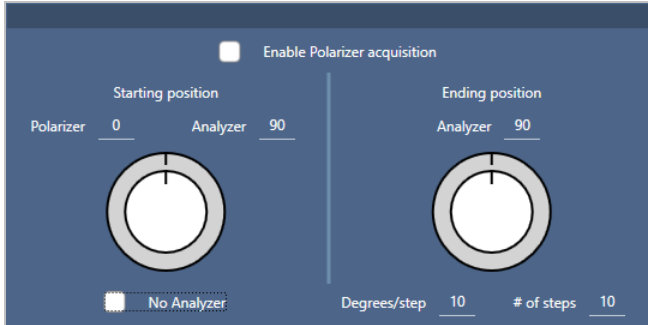 Enable Polarizer acquisition
Starting position
Polarizer 0 Analyzer 90
No Analyzer
Ending position
Analyzer 90
Degrees/step 10 # of steps 10